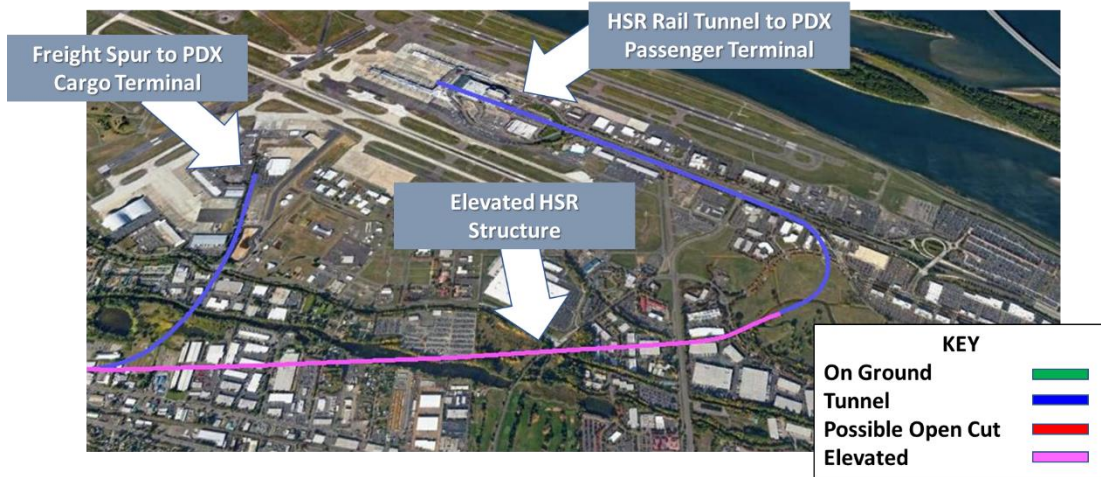 HSR Rail Tunnel to PDX
Passenger Terminal
Freight Spur to PDX
Cargo Terminal
Elevated HSR
Structure
KEY
On Ground
Tunnel
Possible Open Cut
Elevated